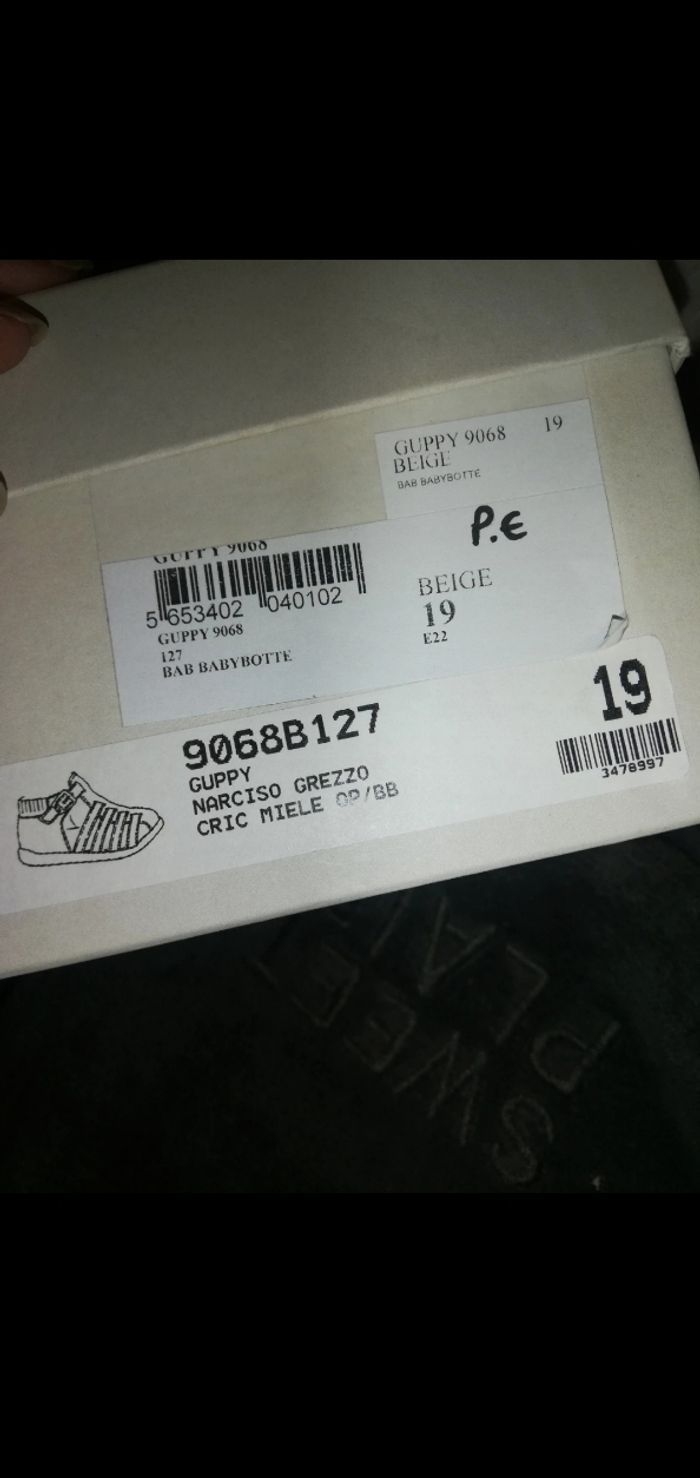 GUPPY 9068 19
BEIGE
BAB BABYBOTTE
P.E
GUPPY 9068
5 653402 040102
GUPPY 9068
127
BAB BABYBOTTE
BEIGE
19
E22
9068B127
GUPPY
NARCISO GREZZO
CRIC MIELE OP/BB
19
3478997